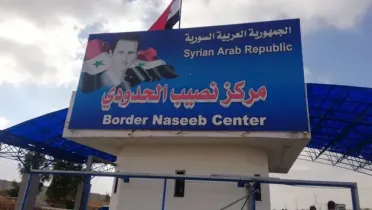 الجمهورية العربية السورية
Syrian Arab Republic
مركز نصيب الحدودي
Border Naseeb Center